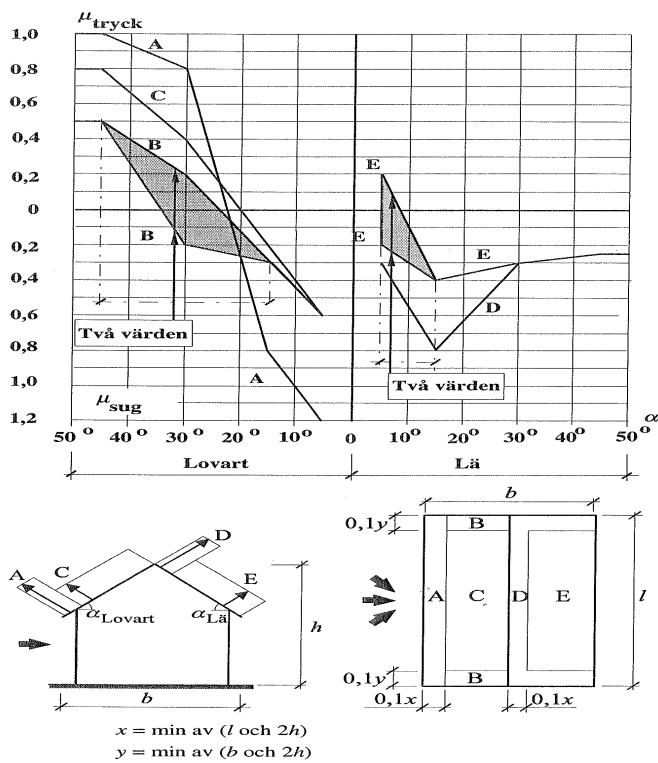 μtryck
1,0
0,8
0,6
0,4
0,2
0
0,2
0,4
0,6
0,8
1,0
1,2
A
C
B
B
A
E
E
E
D
Två värden
Två värden
μsug
α
50° 40° 30° 20° 10° 0 10° 20° 30° 40° 50°
Lovart Lä
D
C
A
E
αLovart
αLä
h
b
x = min av (l och 2h)
y = min av (b och 2h)
b
0,1y
B
A C D E
l
0,1y
B
0,1x
0,1x